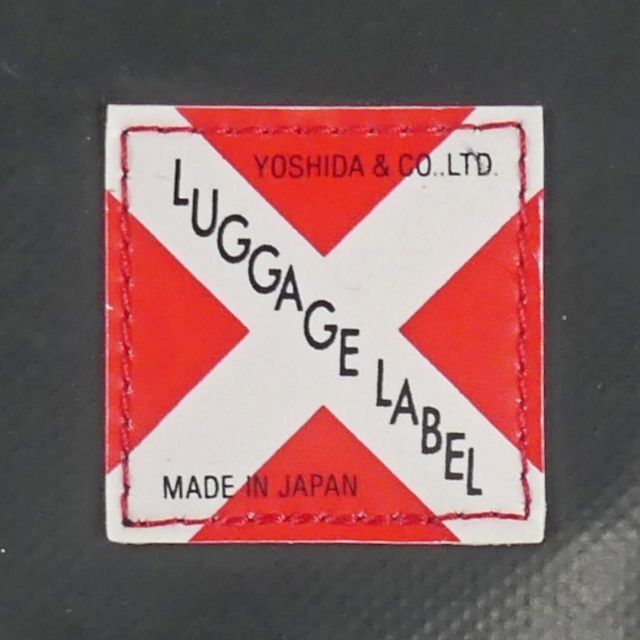 YOSHIDA & CO..LTD.
LUGGAGE LABEL
MADE IN JAPAN